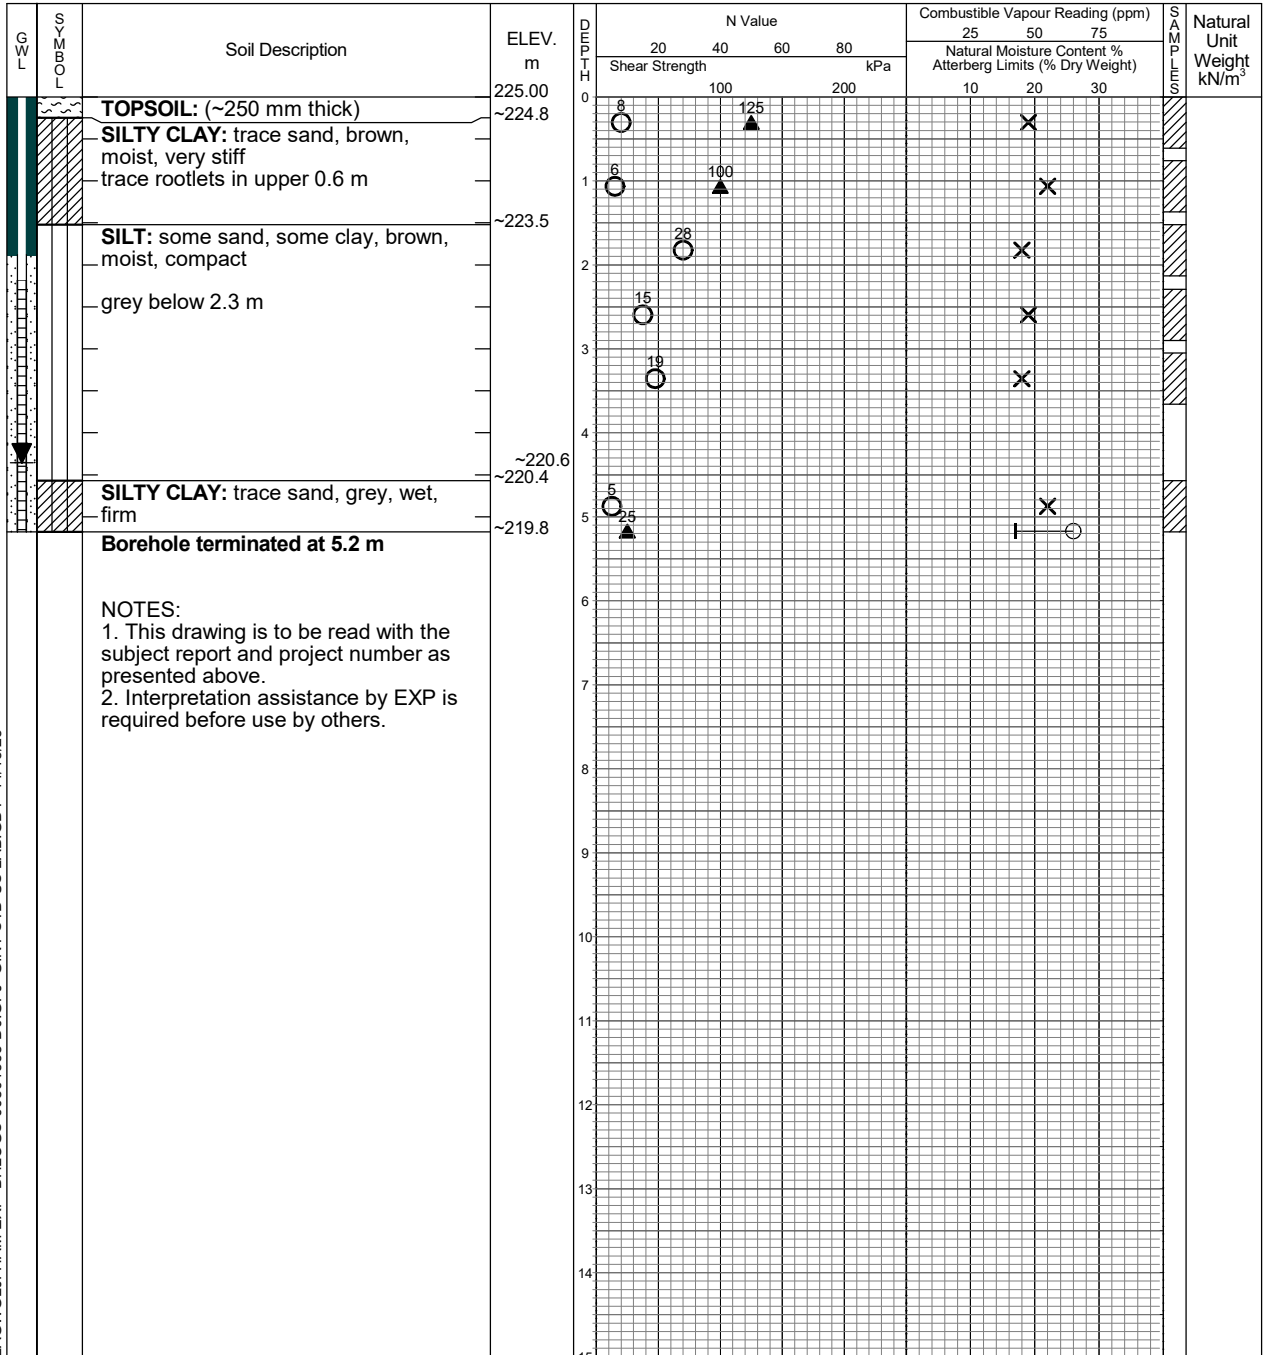 GWL
SYMBOL
Soil Description
ELEV.
m
DEPTH
N Value
20 40 60 80
Shear Strength kPa
100 200
Combustible Vapour Reading (ppm)
25 50 75
Natural Moisture Content %
Atterberg Limits (% Dry Weight)
10 20 30
SAMPLES
Natural
Unit
Weight
kN/m³
225.00
0
TOPSOIL: (~250 mm thick)
~224.8
8 125
SILTY CLAY: trace sand, brown,
moist, very stiff
trace rootlets in upper 0.6 m
6 100
1
~223.5
SILT: some sand, some clay, brown,
moist, compact
28
2
grey below 2.3 m
15
3
19
4
~220.6
~220.4
SILTY CLAY: trace sand, grey, wet,
firm
5
25
5
~219.8
Borehole terminated at 5.2 m
6
NOTES:
1. This drawing is to be read with the
subject report and project number as
presented above.
2. Interpretation assistance by EXP is
required before use by others.
7
8
9
10
11
12
13
14